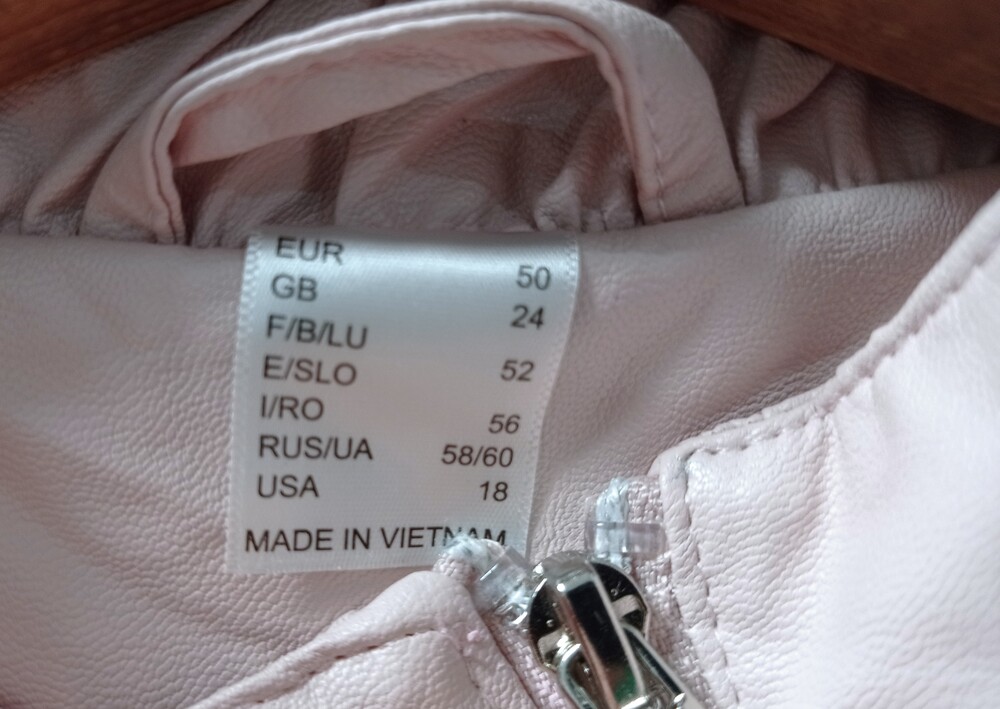 EUR 50
GB 24
F/B/LU
E/SLO 52
I/RO 56
RUS/UA 58/60
USA 18
MADE IN VIETNAM